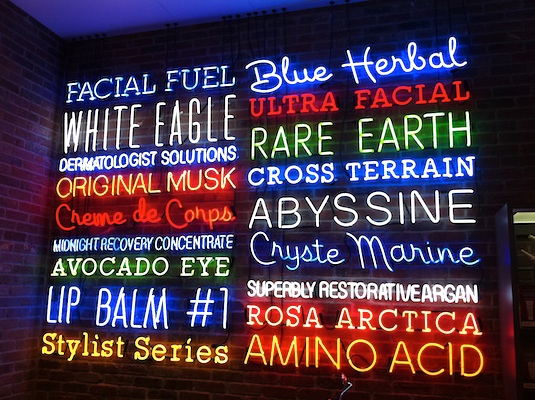 FACIAL FUEL
WHITE EAGLE
DERMATOLOGIST SOLUTIONS
ORIGINAL MUSK
Creme de Corps
MIDNIGHT RECOVERY CONCENTRATE
AVOCADO EYE
LIP BALM #1
Stylist Series
Blue Herbal
ULTRA FACIAL
RARE EARTH
CROSS TERRAIN
ABYSSINE
Cryste Marine
SUPERBLY RESTORATIVE ARGAN
ROSA ARCTICA
AMINO ACID